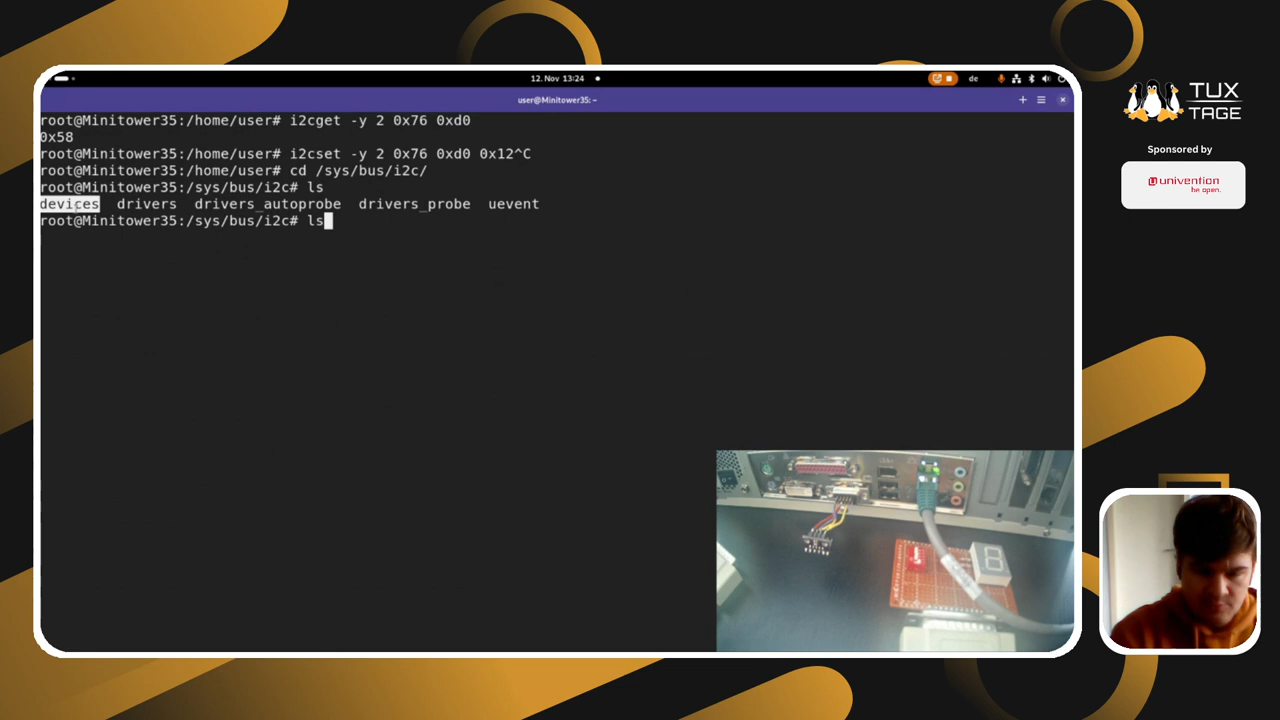 12. Nov 13:24
de
user@Minitower35: ~
root@Minitower35:/home/user# i2cget -y 2 0x76 0xd0
0x58
root@Minitower35:/home/user# i2cset -y 2 0x76 0xd0 0x12^C
root@Minitower35:/home/user# cd /sys/bus/i2c/
root@Minitower35:/sys/bus/i2c# ls
devices drivers drivers_autoprobe drivers_probe uevent
root@Minitower35:/sys/bus/i2c# ls
TUX
TAGE
Sponsored by
univention
be open.